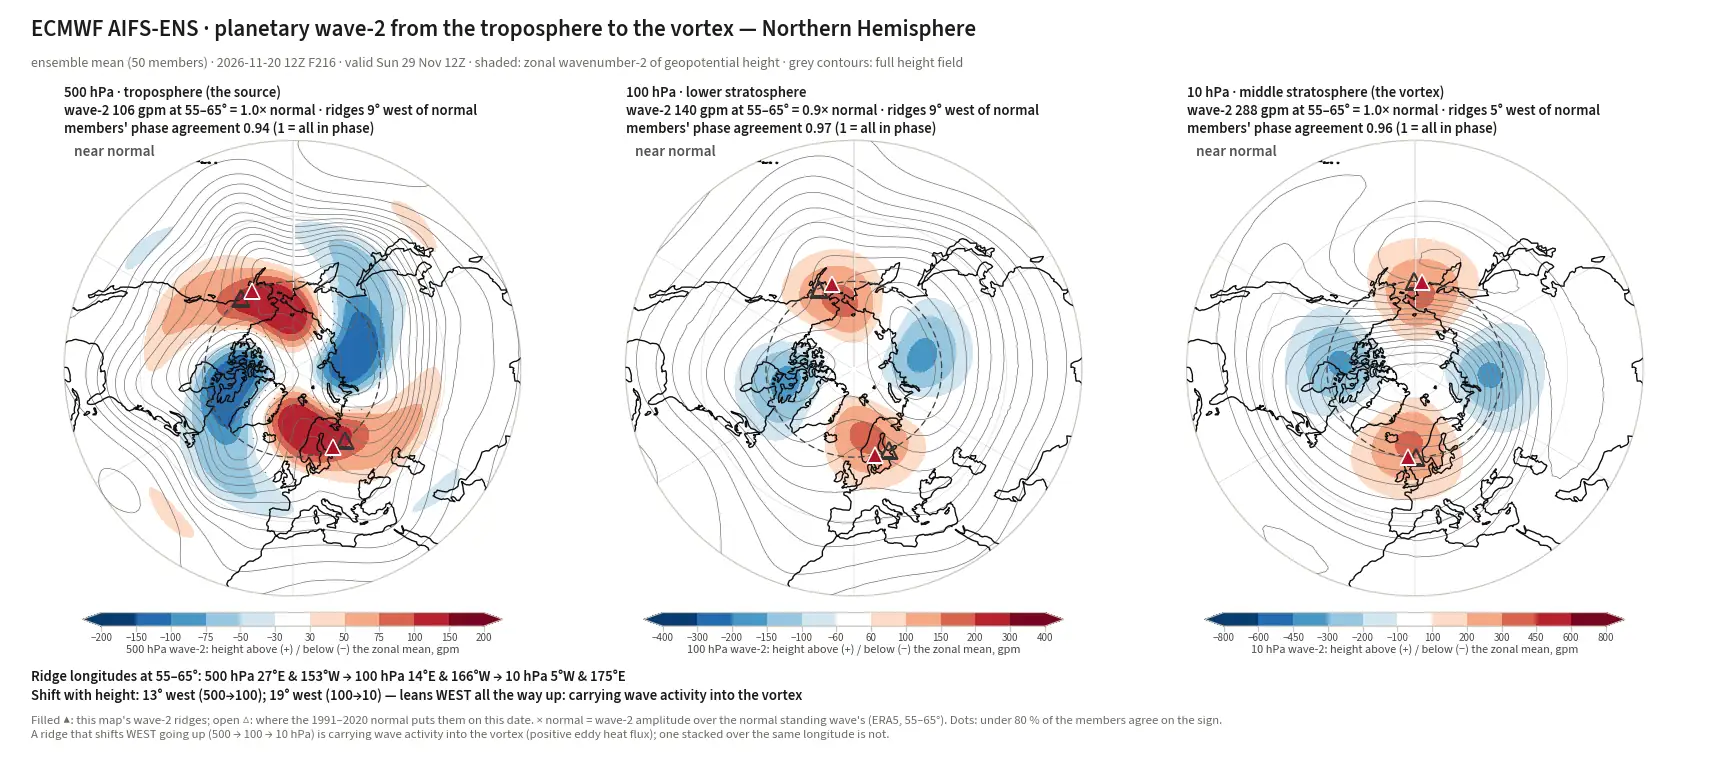 ECMWF AIFS-ENS · planetary wave-2 from the troposphere to the vortex — Northern Hemisphere
ensemble mean (50 members) · 2026-11-20 12Z F216 · valid Sun 29 Nov 12Z · shaded: zonal wavenumber-2 of geopotential height · grey contours: full height field
500 hPa · troposphere (the source)
wave-2 106 gpm at 55–65° = 1.0× normal · ridges 9° west of normal
members' phase agreement 0.94 (1 = all in phase)
near normal
100 hPa · lower stratosphere
wave-2 140 gpm at 55–65° = 0.9× normal · ridges 9° west of normal
members' phase agreement 0.97 (1 = all in phase)
near normal
10 hPa · middle stratosphere (the vortex)
wave-2 288 gpm at 55–65° = 1.0× normal · ridges 5° west of normal
members' phase agreement 0.96 (1 = all in phase)
near normal
−200 −150 −100 −75 −50 −30 30 50 75 100 150 200
500 hPa wave-2: height above (+) / below (−) the zonal mean, gpm
−400 −300 −200 −150 −100 −60 60 100 150 200 300 400
100 hPa wave-2: height above (+) / below (−) the zonal mean, gpm
−800 −600 −450 −300 −200 −100 100 200 300 450 600 800
10 hPa wave-2: height above (+) / below (−) the zonal mean, gpm
Ridge longitudes at 55–65°: 500 hPa 27°E & 153°W → 100 hPa 14°E & 166°W → 10 hPa 5°W & 175°E
Shift with height: 13° west (500→100); 19° west (100→10) — leans WEST all the way up: carrying wave activity into the vortex
Filled ▲: this map's wave-2 ridges; open △: where the 1991–2020 normal puts them on this date. × normal = wave-2 amplitude over the normal standing wave's (ERA5, 55–65°). Dots: under 80 % of the members agree on the sign.
A ridge that shifts WEST going up (500 → 100 → 10 hPa) is carrying wave activity into the vortex (positive eddy heat flux); one stacked over the same longitude is not.